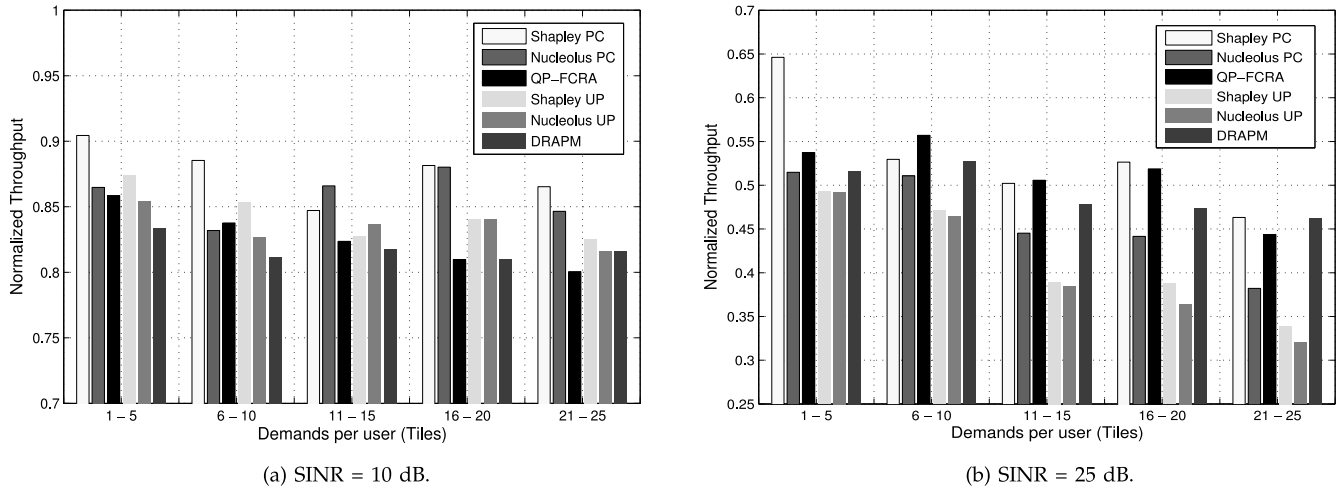 1
0.95
0.9
0.85
0.8
0.75
0.7
Normalized Throughput
Shapley PC
Nucleolus PC
QP−FCRA
Shapley UP
Nucleolus UP
DRAPM
1 − 5
6 − 10
11 − 15
16 − 20
21 − 25
Demands per user (Tiles)
(a) SINR = 10 dB.
0.7
0.65
0.6
0.55
0.5
0.45
0.4
0.35
0.3
0.25
Normalized Throughput
Shapley PC
Nucleolus PC
QP−FCRA
Shapley UP
Nucleolus UP
DRAPM
1 − 5
6 − 10
11 − 15
16 − 20
21 − 25
Demands per user (Tiles)
(b) SINR = 25 dB.